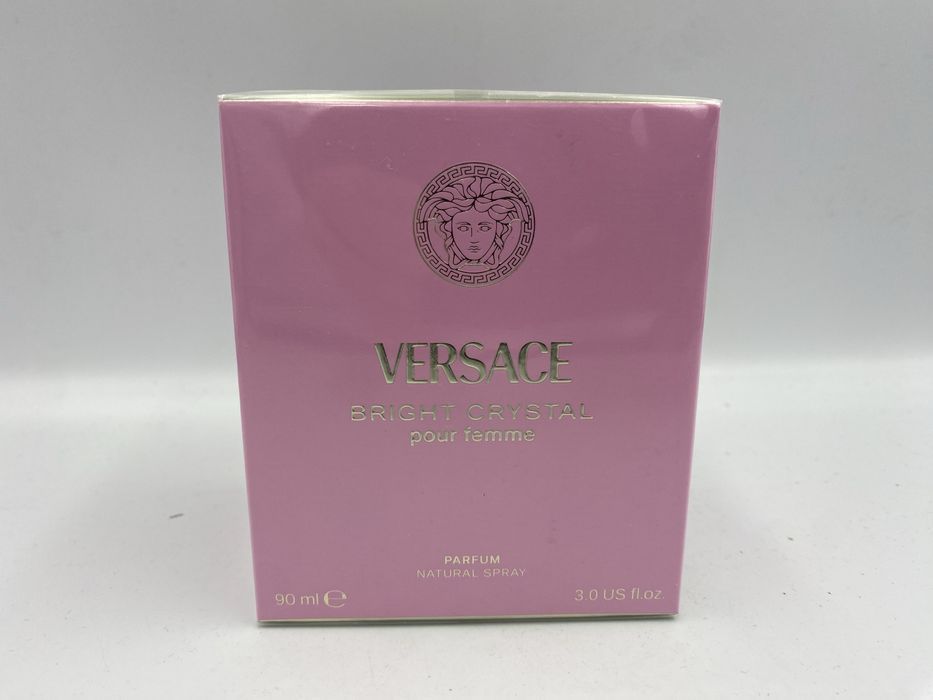 VERSACE
BRIGHT CRYSTAL
pour femme
PARFUM
NATURAL SPRAY
90 ml ℮
3.0 US fl.oz.